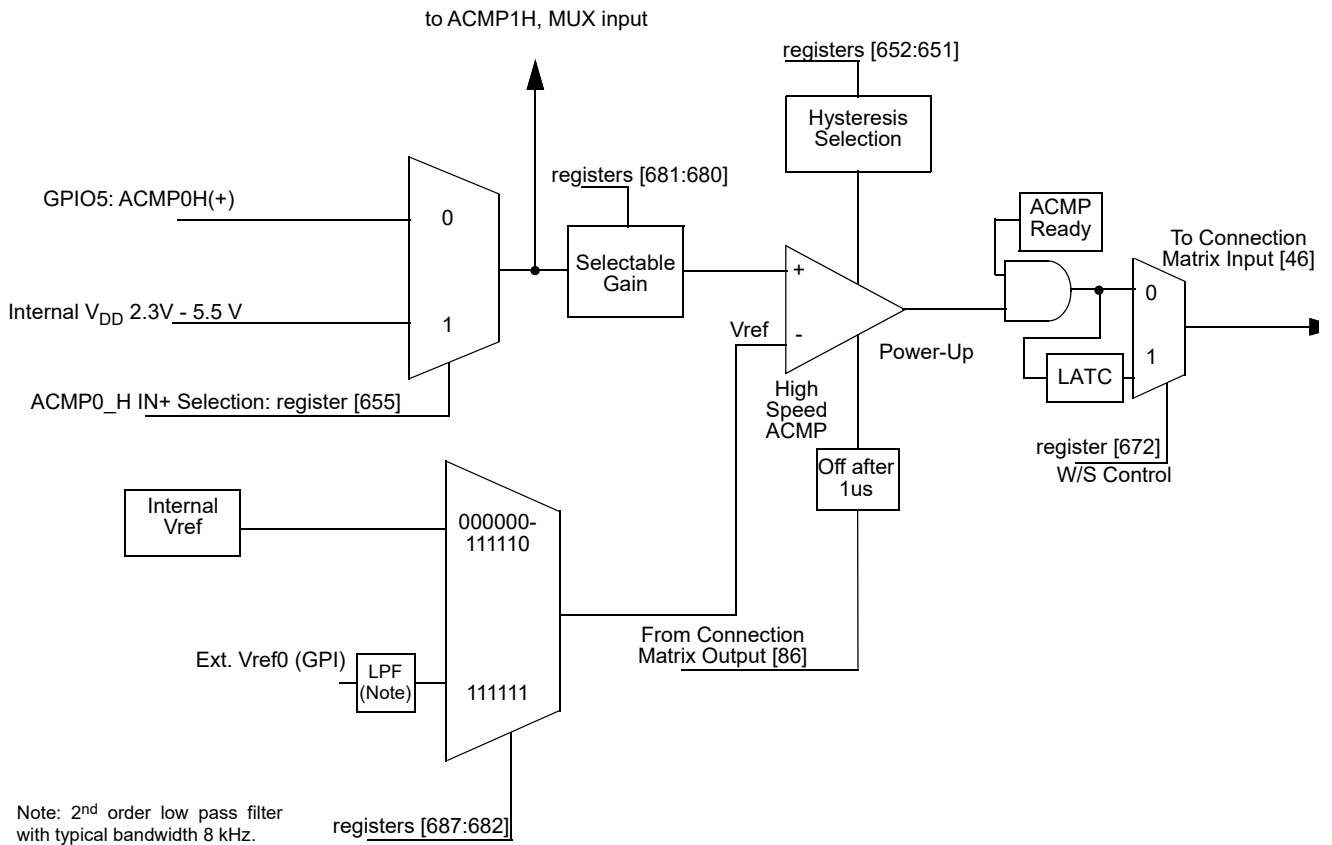 to ACMP1H, MUX input
registers [652:651]
Hysteresis
Selection
registers [681:680]
GPIO5: ACMP0H(+)
0
Selectable
Gain
+
ACMP
Ready
To Connection
Matrix Input [46]
0
Internal VDD 2.3V - 5.5 V
1
Vref
-
Power-Up
1
LATC
ACMP0_H IN+ Selection: register [655]
High
Speed
ACMP
register [672]
W/S Control
Off after
1us
Internal
Vref
000000-
111110
From Connection
Matrix Output [86]
Ext. Vref0 (GPI)
LPF
(Note)
111111
Note: 2nd order low pass filter
with typical bandwidth 8 kHz.
registers [687:682]